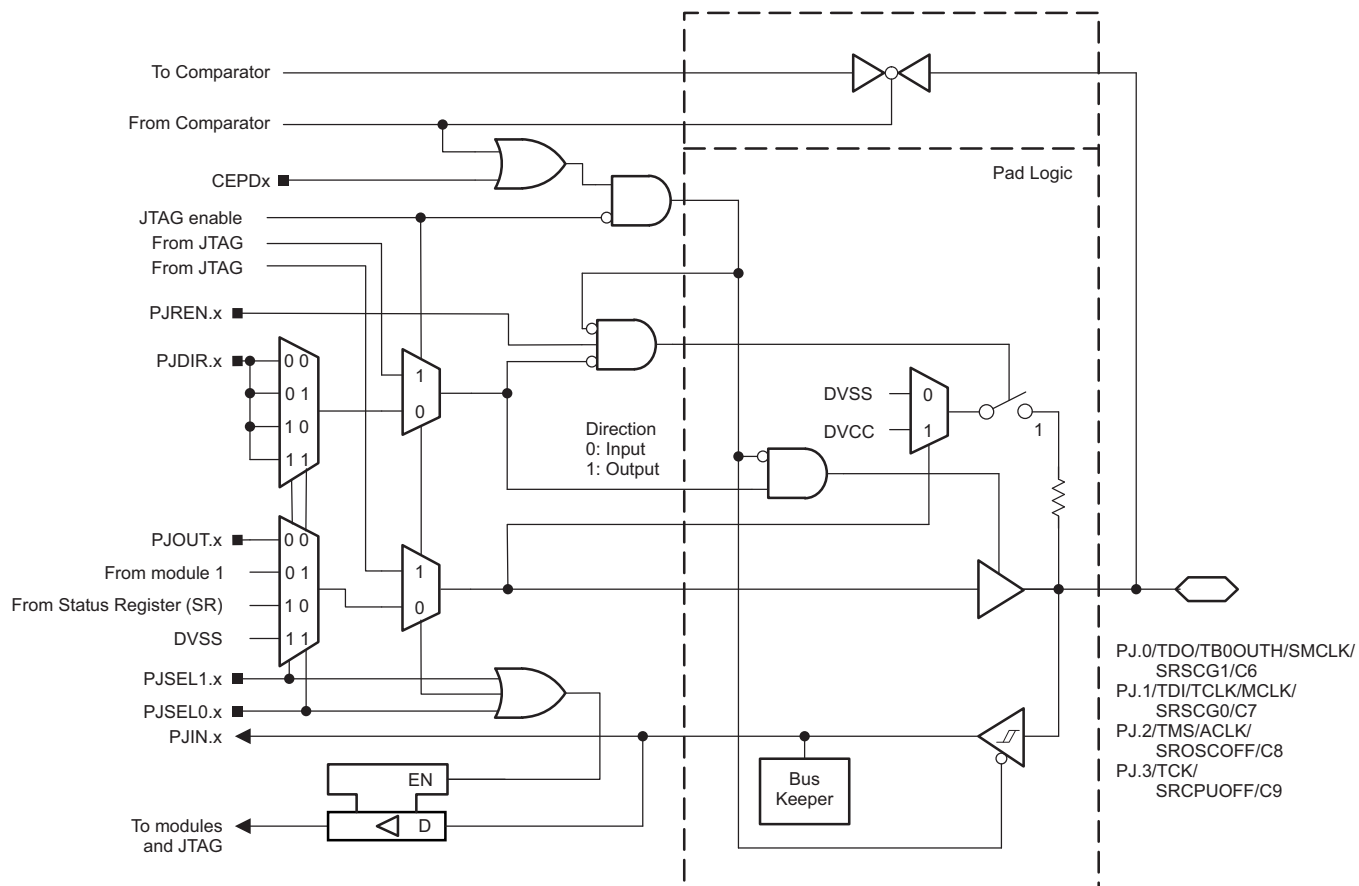 To Comparator
From Comparator
Pad Logic
CEPDx
JTAG enable
From JTAG
From JTAG
PJREN.x
PJDIR.x
0 0
0 1
1 0
1 1
1
0
Direction
0: Input
1: Output
DVSS
DVCC
0
1
1
PJOUT.x
From module 1
From Status Register (SR)
DVSS
0 0
0 1
1 0
1 1
1
0
PJSEL1.x
PJSEL0.x
PJIN.x
Bus
Keeper
EN
D
To modules
and JTAG
PJ.0/TDO/TB0OUTH/SMCLK/
SRSCG1/C6
PJ.1/TDI/TCLK/MCLK/
SRSCG0/C7
PJ.2/TMS/ACLK/
SROSCOFF/C8
PJ.3/TCK/
SRCPUOFF/C9